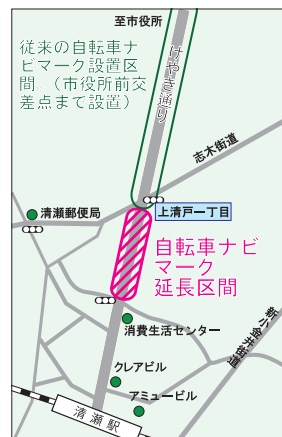 至市役所
従来の自転車ナ
ビマーク設置区
間 (市役所前交
差点まで設置)
けやき通り
志木街道
清瀬郵便局
上清戸一丁目
自転車ナビ
マーク
延長区間
新小金井街道
消費生活センター
クレアビル
アミュービル
清瀬駅